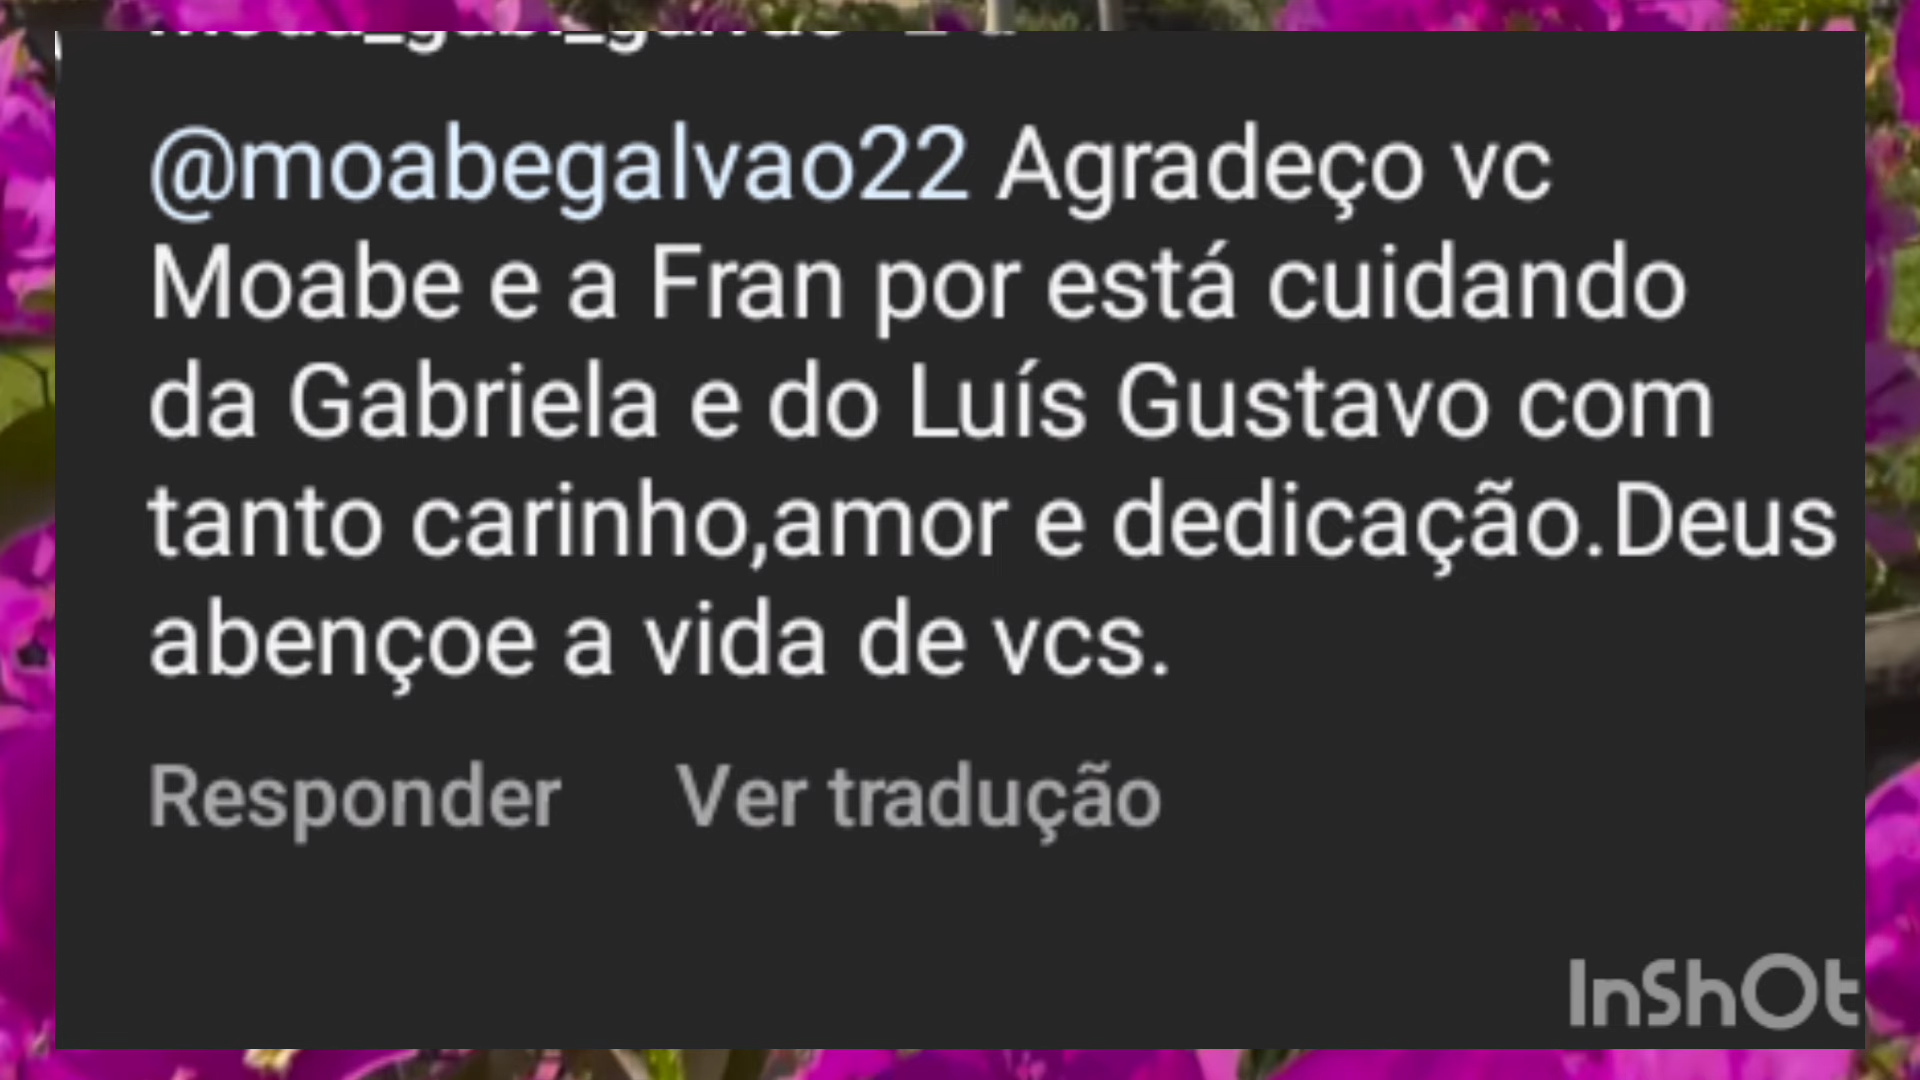 @moabegalvao22 Agradeço vc
Moabe e a Fran por está cuidando
da Gabriela e do Luís Gustavo com
tanto carinho,amor e dedicação.Deus
abençoe a vida de vcs.
Responder Ver tradução
InShOt